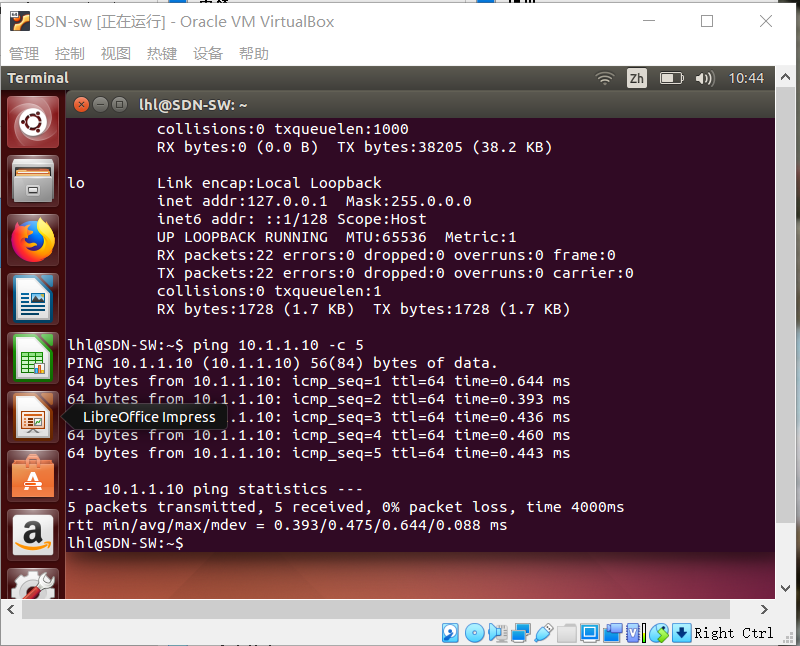 SDN-sw [正在运行] - Oracle VM VirtualBox
管理 控制 视图 热键 设备 帮助
Terminal Zh 10:44
lhl@SDN-SW: ~
collisions:0 txqueuelen:1000
RX bytes:0 (0.0 B)  TX bytes:38205 (38.2 KB)
lo Link encap:Local Loopback
inet addr:127.0.0.1  Mask:255.0.0.0
inet6 addr: ::1/128 Scope:Host
UP LOOPBACK RUNNING  MTU:65536  Metric:1
RX packets:22 errors:0 dropped:0 overruns:0 frame:0
TX packets:22 errors:0 dropped:0 overruns:0 carrier:0
collisions:0 txqueuelen:1
RX bytes:1728 (1.7 KB)  TX bytes:1728 (1.7 KB)
lhl@SDN-SW:~$ ping 10.1.1.10 -c 5
PING 10.1.1.10 (10.1.1.10) 56(84) bytes of data.
64 bytes from 10.1.1.10: icmp_seq=1 ttl=64 time=0.644 ms
64 bytes from 10.1.1.10: icmp_seq=2 ttl=64 time=0.393 ms
LibreOffice Impress .1.1.10: icmp_seq=3 ttl=64 time=0.436 ms
64 bytes from 10.1.1.10: icmp_seq=4 ttl=64 time=0.460 ms
64 bytes from 10.1.1.10: icmp_seq=5 ttl=64 time=0.443 ms
--- 10.1.1.10 ping statistics ---
5 packets transmitted, 5 received, 0% packet loss, time 4000ms
rtt min/avg/max/mdev = 0.393/0.475/0.644/0.088 ms
lhl@SDN-SW:~$
Right Ctrl